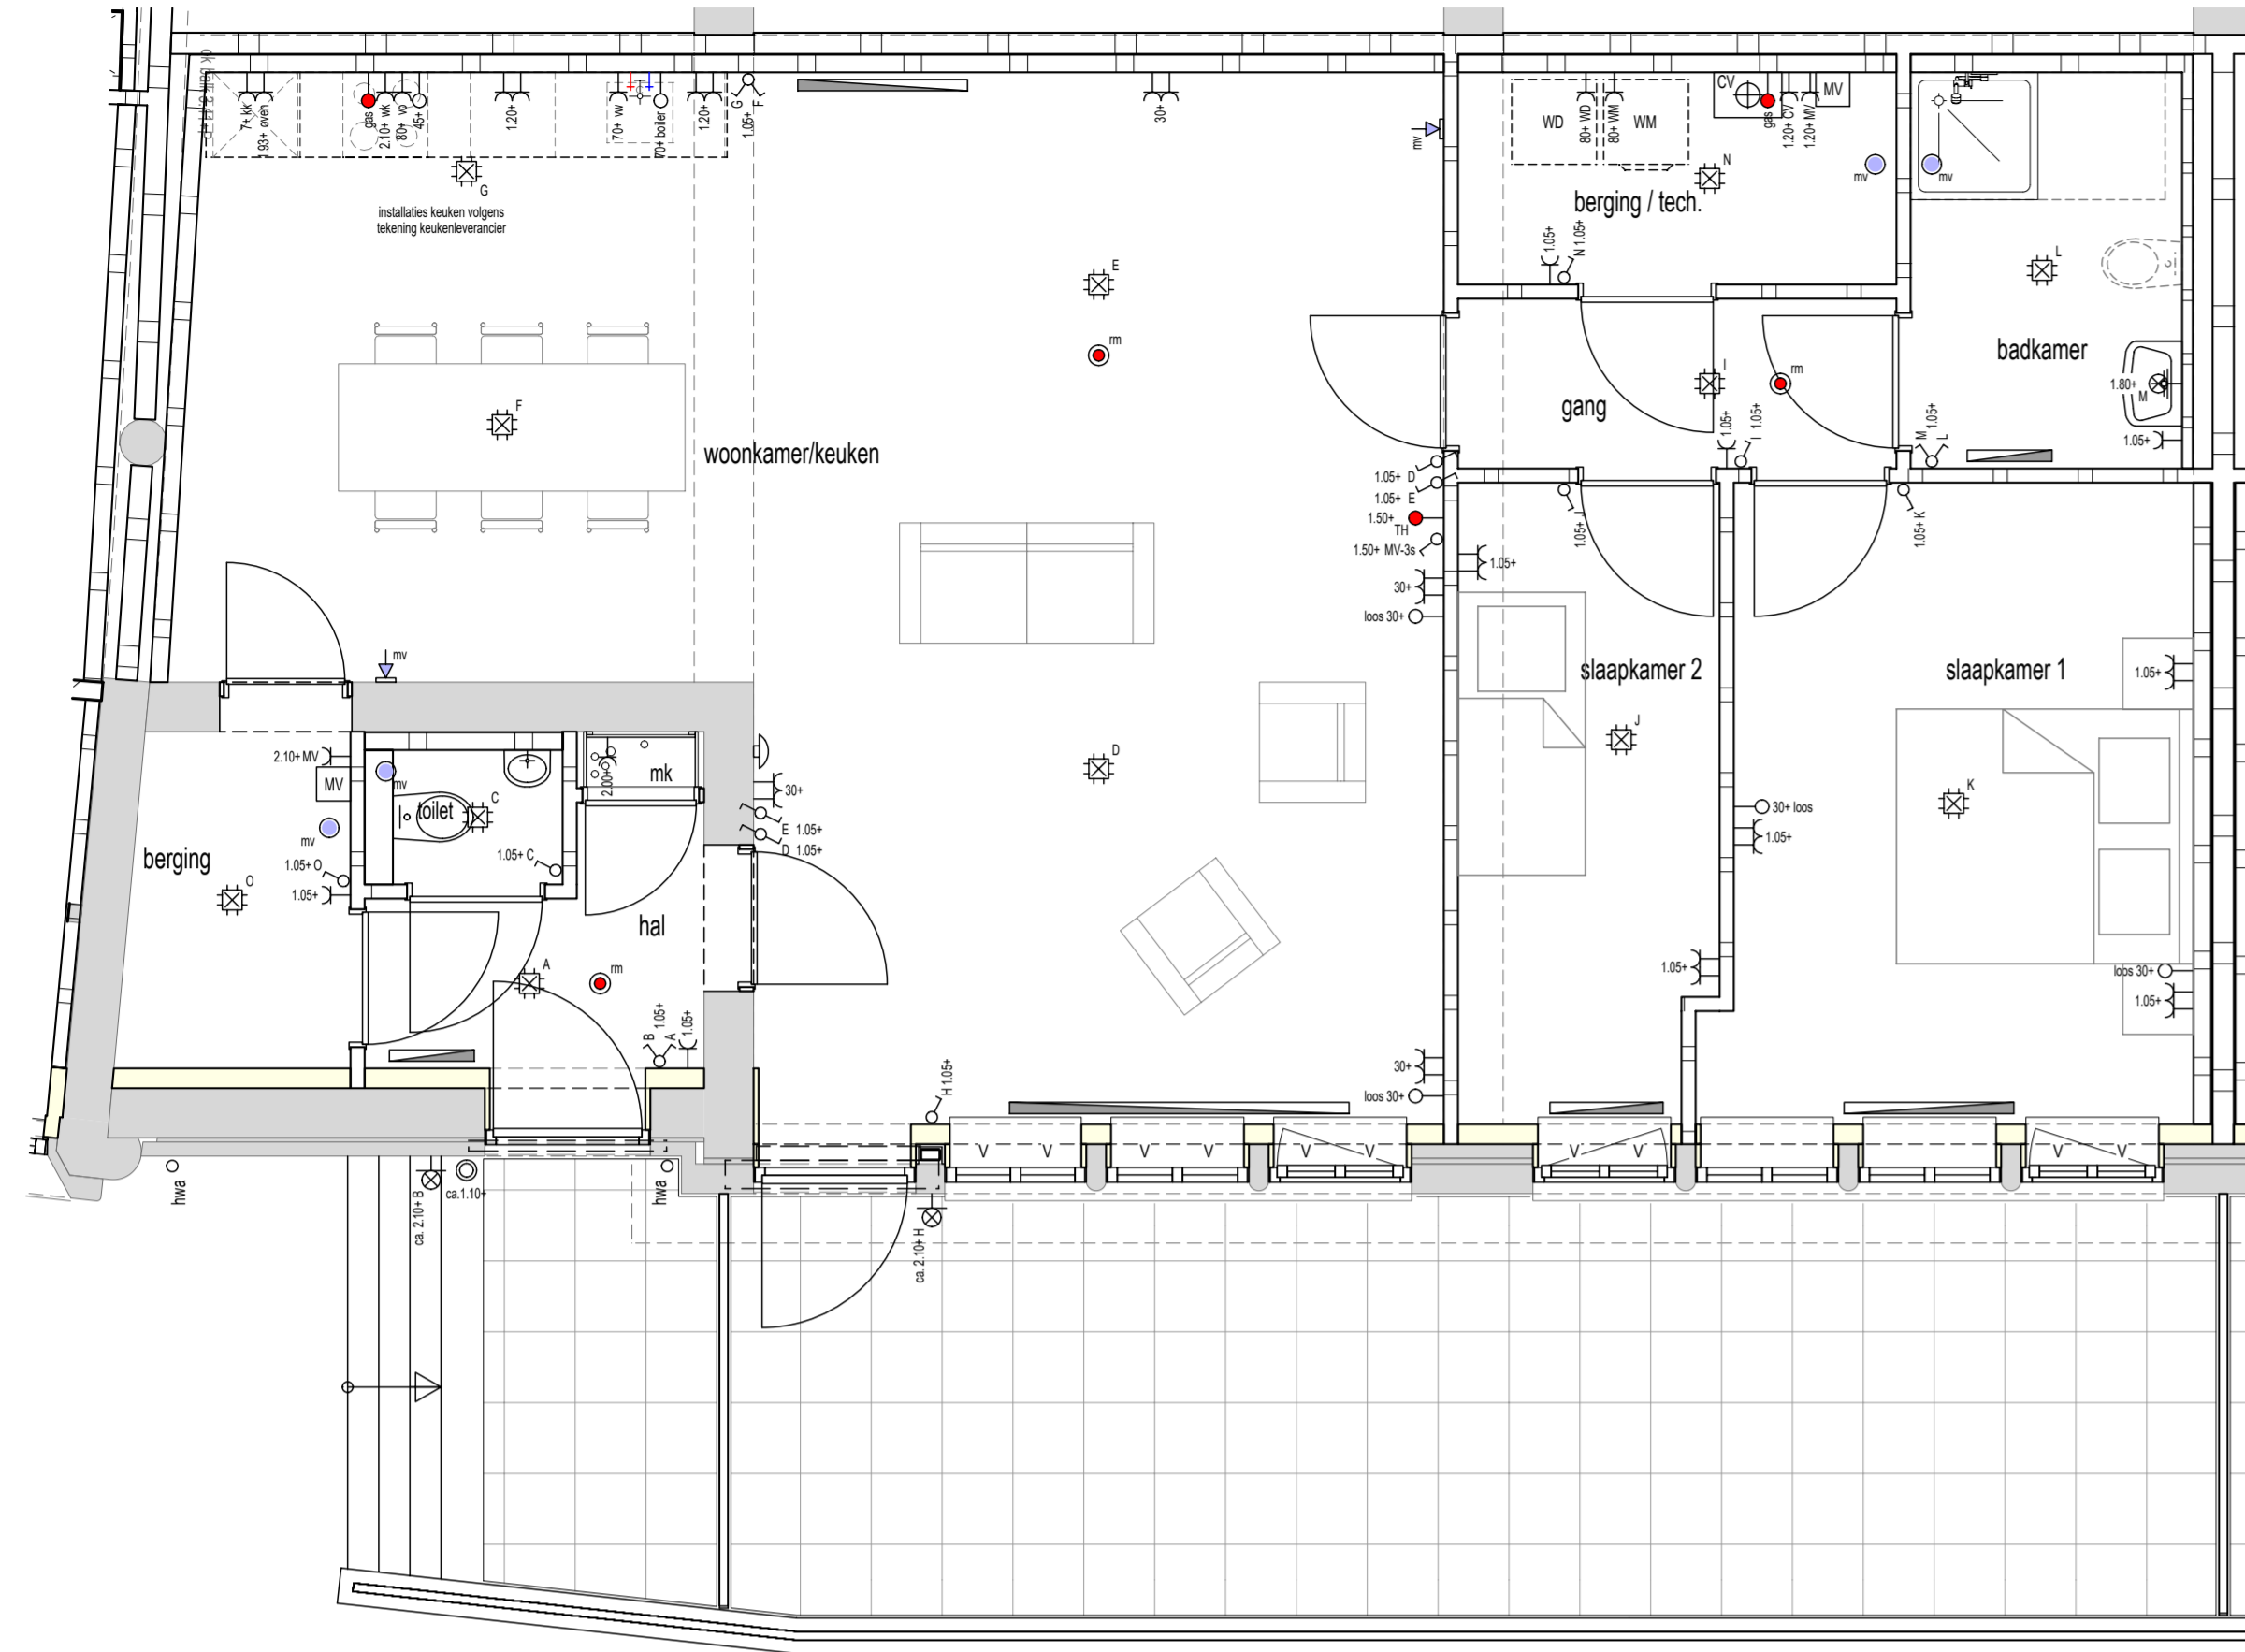 7+ kk
1.93+ oven
gas
2.10+ wk
80+ vo
45+
1.20+
70+ vw
70+ boiler
1.20+
G
F
1.05+
30+
mv
WD
80+ WD
80+ WM
WM
CV
gas
1.20+ CV
1.20+ MV
MV
N
mv
mv
G
installaties keuken volgens
tekening keukenleverancier
berging / tech.
1.05+
N 1.05+
E
L
rm
badkamer
F
I
rm
1.80+
M
gang
woonkamer/keuken
1.05+
I 1.05+
M 1.05+
L
1.05+
1.05+ D
1.05+ E
1.50+
TH
1.50+ MV-3s
1.05+ J
1.05+ K
1.05+
30+
loos 30+
mv
slaapkamer 2
slaapkamer 1
1.05+
J
D
2.10+ MV
MV
mv
toilet
C
2.00+
mk
30+
K
mv
E 1.05+
D 1.05+
30+ loos
1.05+
berging
1.05+ O
1.05+
O
1.05+ C
hal
A
rm
1.05+
loos 30+
1.05+
B 1.05+
A
1.05+
H 1.05+
30+
loos 30+
V V V V V V
V V
V V
hwa
ca. 2.10+ B
ca.1.10+
hwa
ca. 2.10+ H